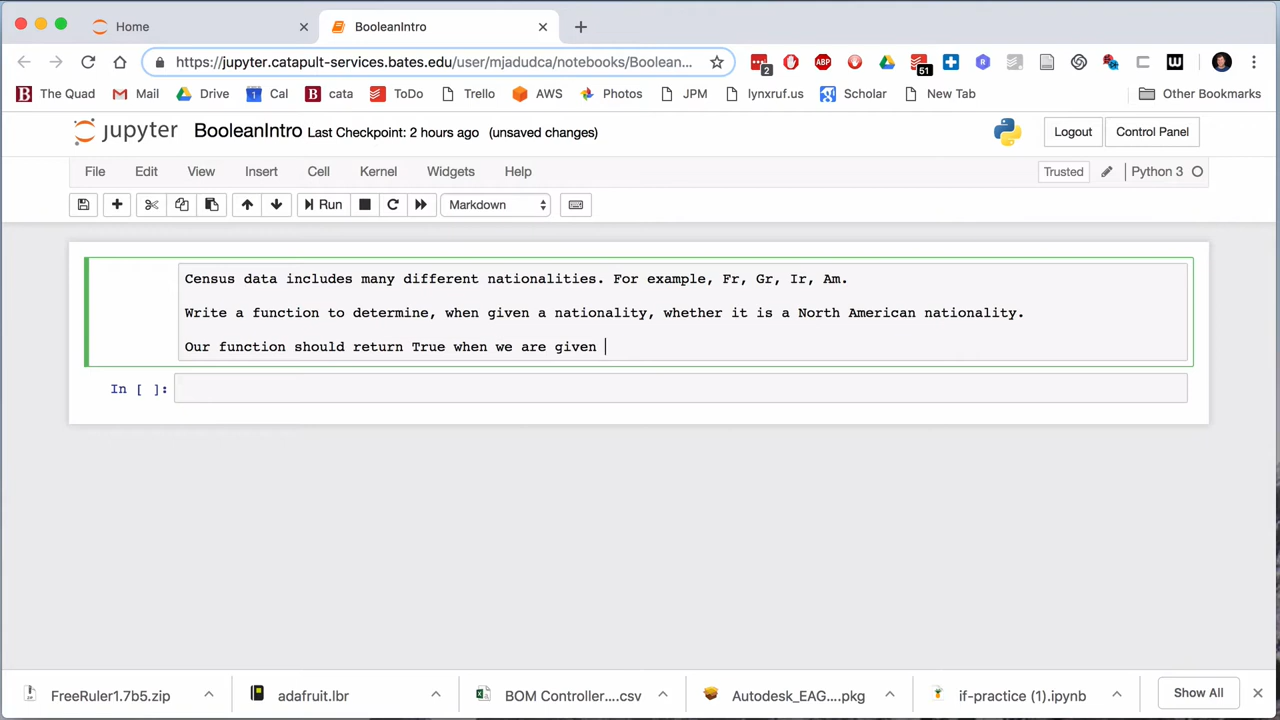 Home
BooleanIntro
https://jupyter.catapult-services.bates.edu/user/mjadudca/notebooks/Boolean...
2
ABP
51
The Quad
Mail
Drive
Cal
cata
ToDo
Trello
AWS
Photos
JPM
lynxruf.us
Scholar
New Tab
Other Bookmarks
jupyter
BooleanIntro Last Checkpoint: 2 hours ago (unsaved changes)
Logout
Control Panel
File
Edit
View
Insert
Cell
Kernel
Widgets
Help
Trusted
Python 3
Run
Markdown
Census data includes many different nationalities. For example, Fr, Gr, Ir, Am.
Write a function to determine, when given a nationality, whether it is a North American nationality.
Our function should return True when we are given
In [ ]:
FreeRuler1.7b5.zip
adafruit.lbr
BOM Controller....csv
Autodesk_EAG....pkg
if-practice (1).ipynb
Show All